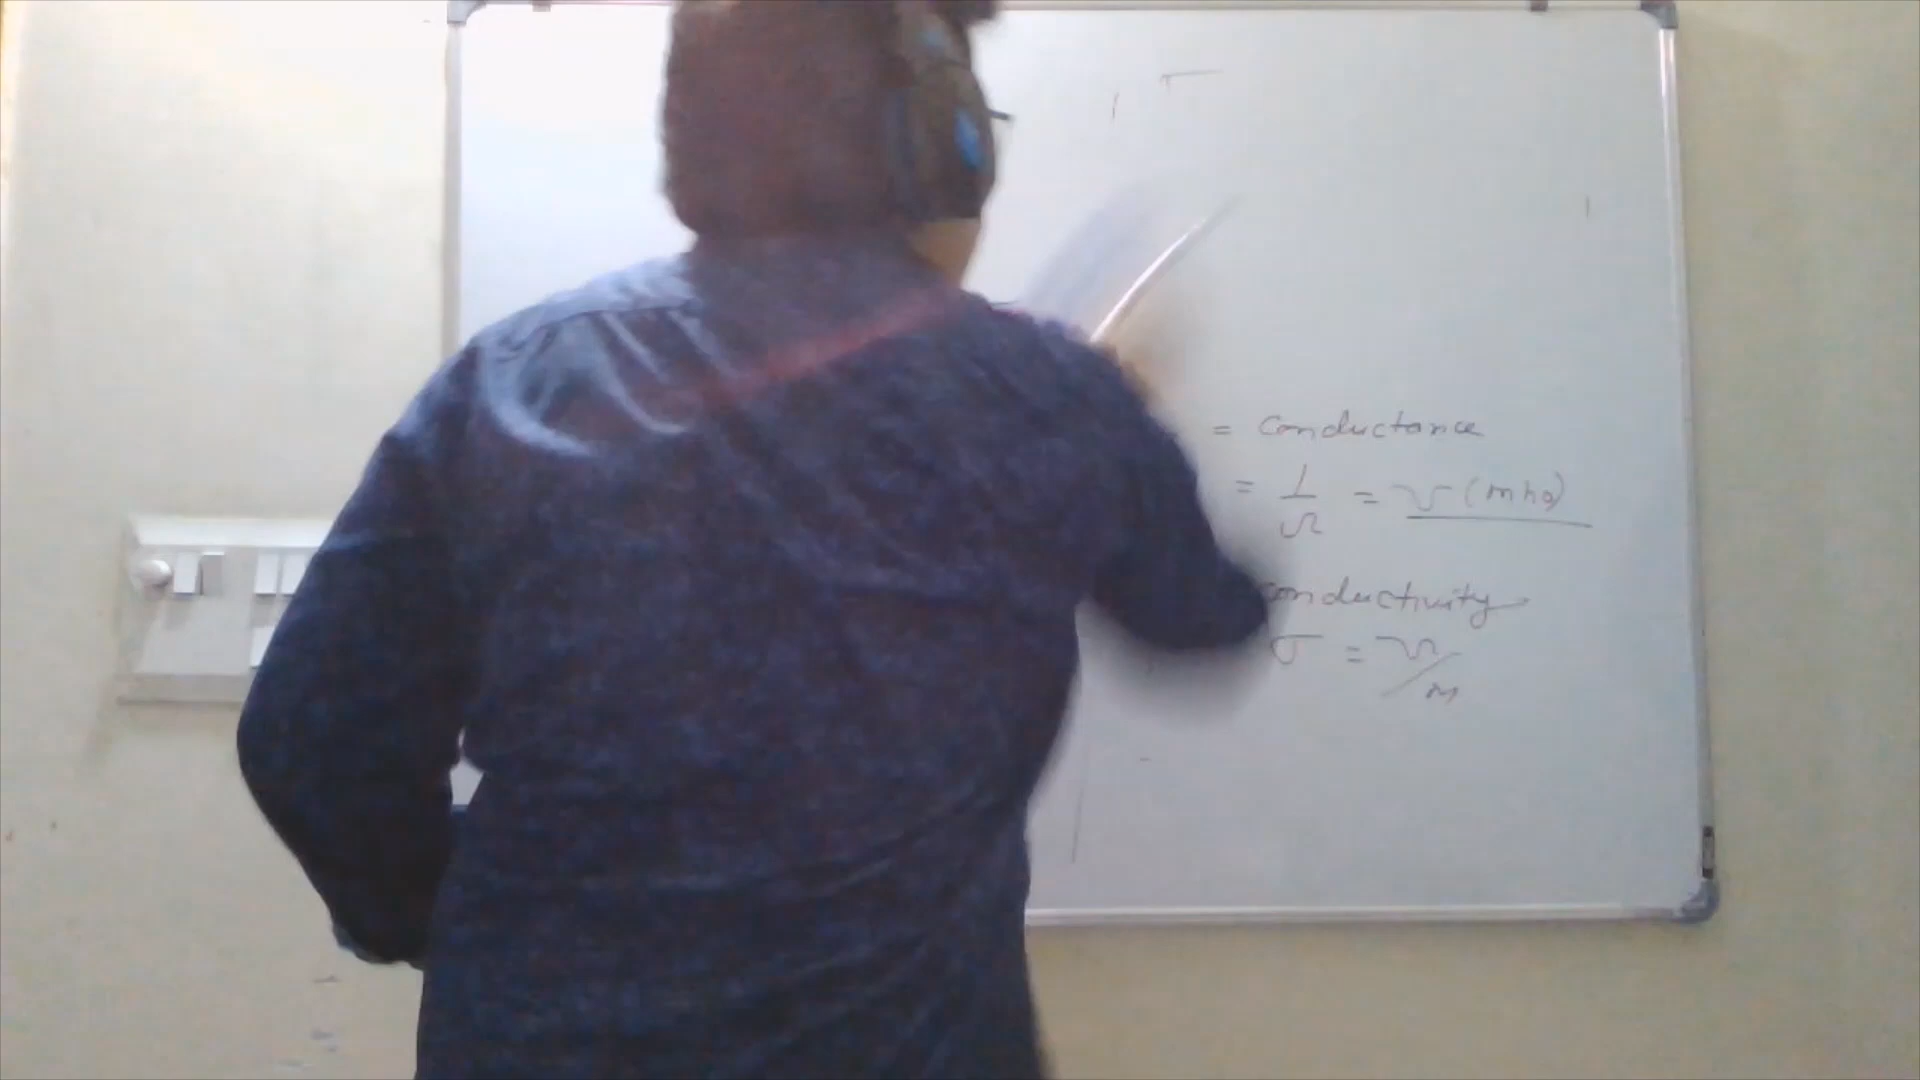 = Conductance
= 1/Ω = ℧ (mho)
conductivity
σ = ℧/m